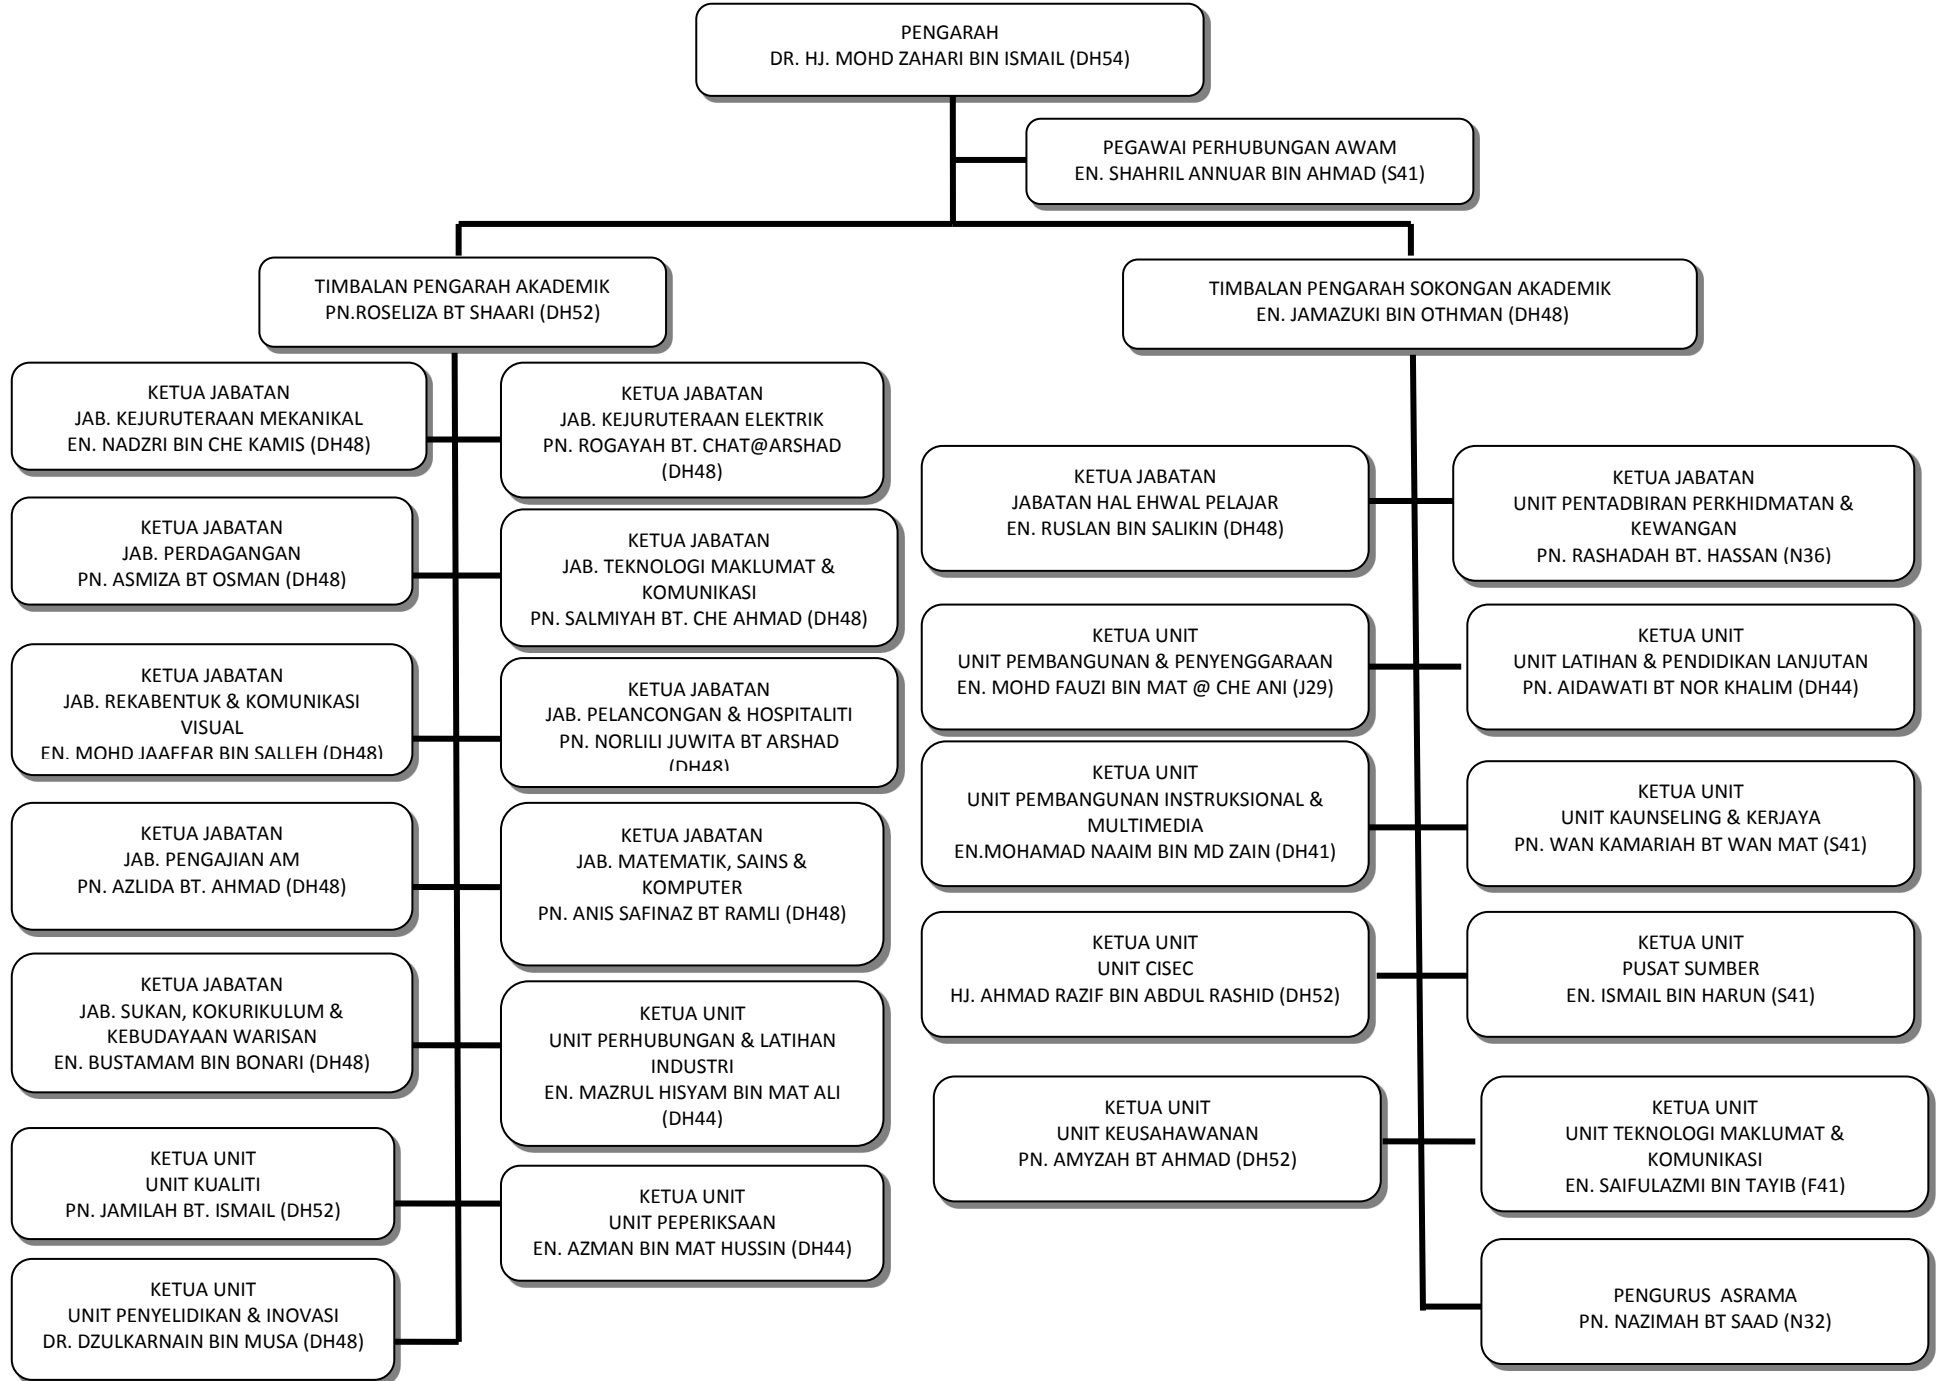 PENGARAH
DR. HJ. MOHD ZAHARI BIN ISMAIL (DH54)
PEGAWAI PERHUBUNGAN AWAM
EN. SHAHRIL ANNUAR BIN AHMAD (S41)
TIMBALAN PENGARAH AKADEMIK
PN.ROSELIZA BT SHAARI (DH52)
TIMBALAN PENGARAH SOKONGAN AKADEMIK
EN. JAMAZUKI BIN OTHMAN (DH48)
KETUA JABATAN
JAB. KEJURUTERAAN MEKANIKAL
EN. NADZRI BIN CHE KAMIS (DH48)
KETUA JABATAN
JAB. KEJURUTERAAN ELEKTRIK
PN. ROGAYAH BT. CHAT@ARSHAD
(DH48)
KETUA JABATAN
JAB. PERDAGANGAN
PN. ASMIZA BT OSMAN (DH48)
KETUA JABATAN
JAB. TEKNOLOGI MAKLUMAT &
KOMUNIKASI
PN. SALMIYAH BT. CHE AHMAD (DH48)
KETUA JABATAN
JAB. REKABENTUK & KOMUNIKASI
VISUAL
EN. MOHD JAAFFAR BIN SALLEH (DH48)
KETUA JABATAN
JAB. PELANCONGAN & HOSPITALITI
PN. NORLILI JUWITA BT ARSHAD
(DH48)
KETUA JABATAN
JAB. PENGAJIAN AM
PN. AZLIDA BT. AHMAD (DH48)
KETUA JABATAN
JAB. MATEMATIK, SAINS &
KOMPUTER
PN. ANIS SAFINAZ BT RAMLI (DH48)
KETUA JABATAN
JAB. SUKAN, KOKURIKULUM &
KEBUDAYAAN WARISAN
EN. BUSTAMAM BIN BONARI (DH48)
KETUA UNIT
UNIT PERHUBUNGAN & LATIHAN
INDUSTRI
EN. MAZRUL HISYAM BIN MAT ALI
(DH44)
KETUA UNIT
UNIT KUALITI
PN. JAMILAH BT. ISMAIL (DH52)
KETUA UNIT
UNIT PEPERIKSAAN
EN. AZMAN BIN MAT HUSSIN (DH44)
KETUA UNIT
UNIT PENYELIDIKAN & INOVASI
DR. DZULKARNAIN BIN MUSA (DH48)
KETUA JABATAN
JABATAN HAL EHWAL PELAJAR
EN. RUSLAN BIN SALIKIN (DH48)
KETUA JABATAN
UNIT PENTADBIRAN PERKHIDMATAN &
KEWANGAN
PN. RASHADAH BT. HASSAN (N36)
KETUA UNIT
UNIT PEMBANGUNAN & PENYENGGARAAN
EN. MOHD FAUZI BIN MAT @ CHE ANI (J29)
KETUA UNIT
UNIT LATIHAN & PENDIDIKAN LANJUTAN
PN. AIDAWATI BT NOR KHALIM (DH44)
KETUA UNIT
UNIT PEMBANGUNAN INSTRUKSIONAL &
MULTIMEDIA
EN.MOHAMAD NAAIM BIN MD ZAIN (DH41)
KETUA UNIT
UNIT KAUNSELING & KERJAYA
PN. WAN KAMARIAH BT WAN MAT (S41)
KETUA UNIT
UNIT CISEC
HJ. AHMAD RAZIF BIN ABDUL RASHID (DH52)
KETUA UNIT
PUSAT SUMBER
EN. ISMAIL BIN HARUN (S41)
KETUA UNIT
UNIT KEUSAHAWANAN
PN. AMYZAH BT AHMAD (DH52)
KETUA UNIT
UNIT TEKNOLOGI MAKLUMAT &
KOMUNIKASI
EN. SAIFULAZMI BIN TAYIB (F41)
PENGURUS ASRAMA
PN. NAZIMAH BT SAAD (N32)